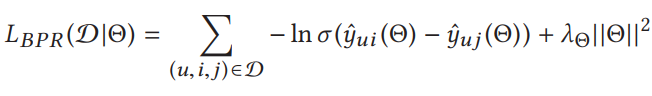 L_{BPR}(𝒟|Θ) = ∑_{(u,i,j)∈𝒟} − ln σ(ŷ_{ui}(Θ) − ŷ_{uj}(Θ)) + λ_Θ||Θ||²